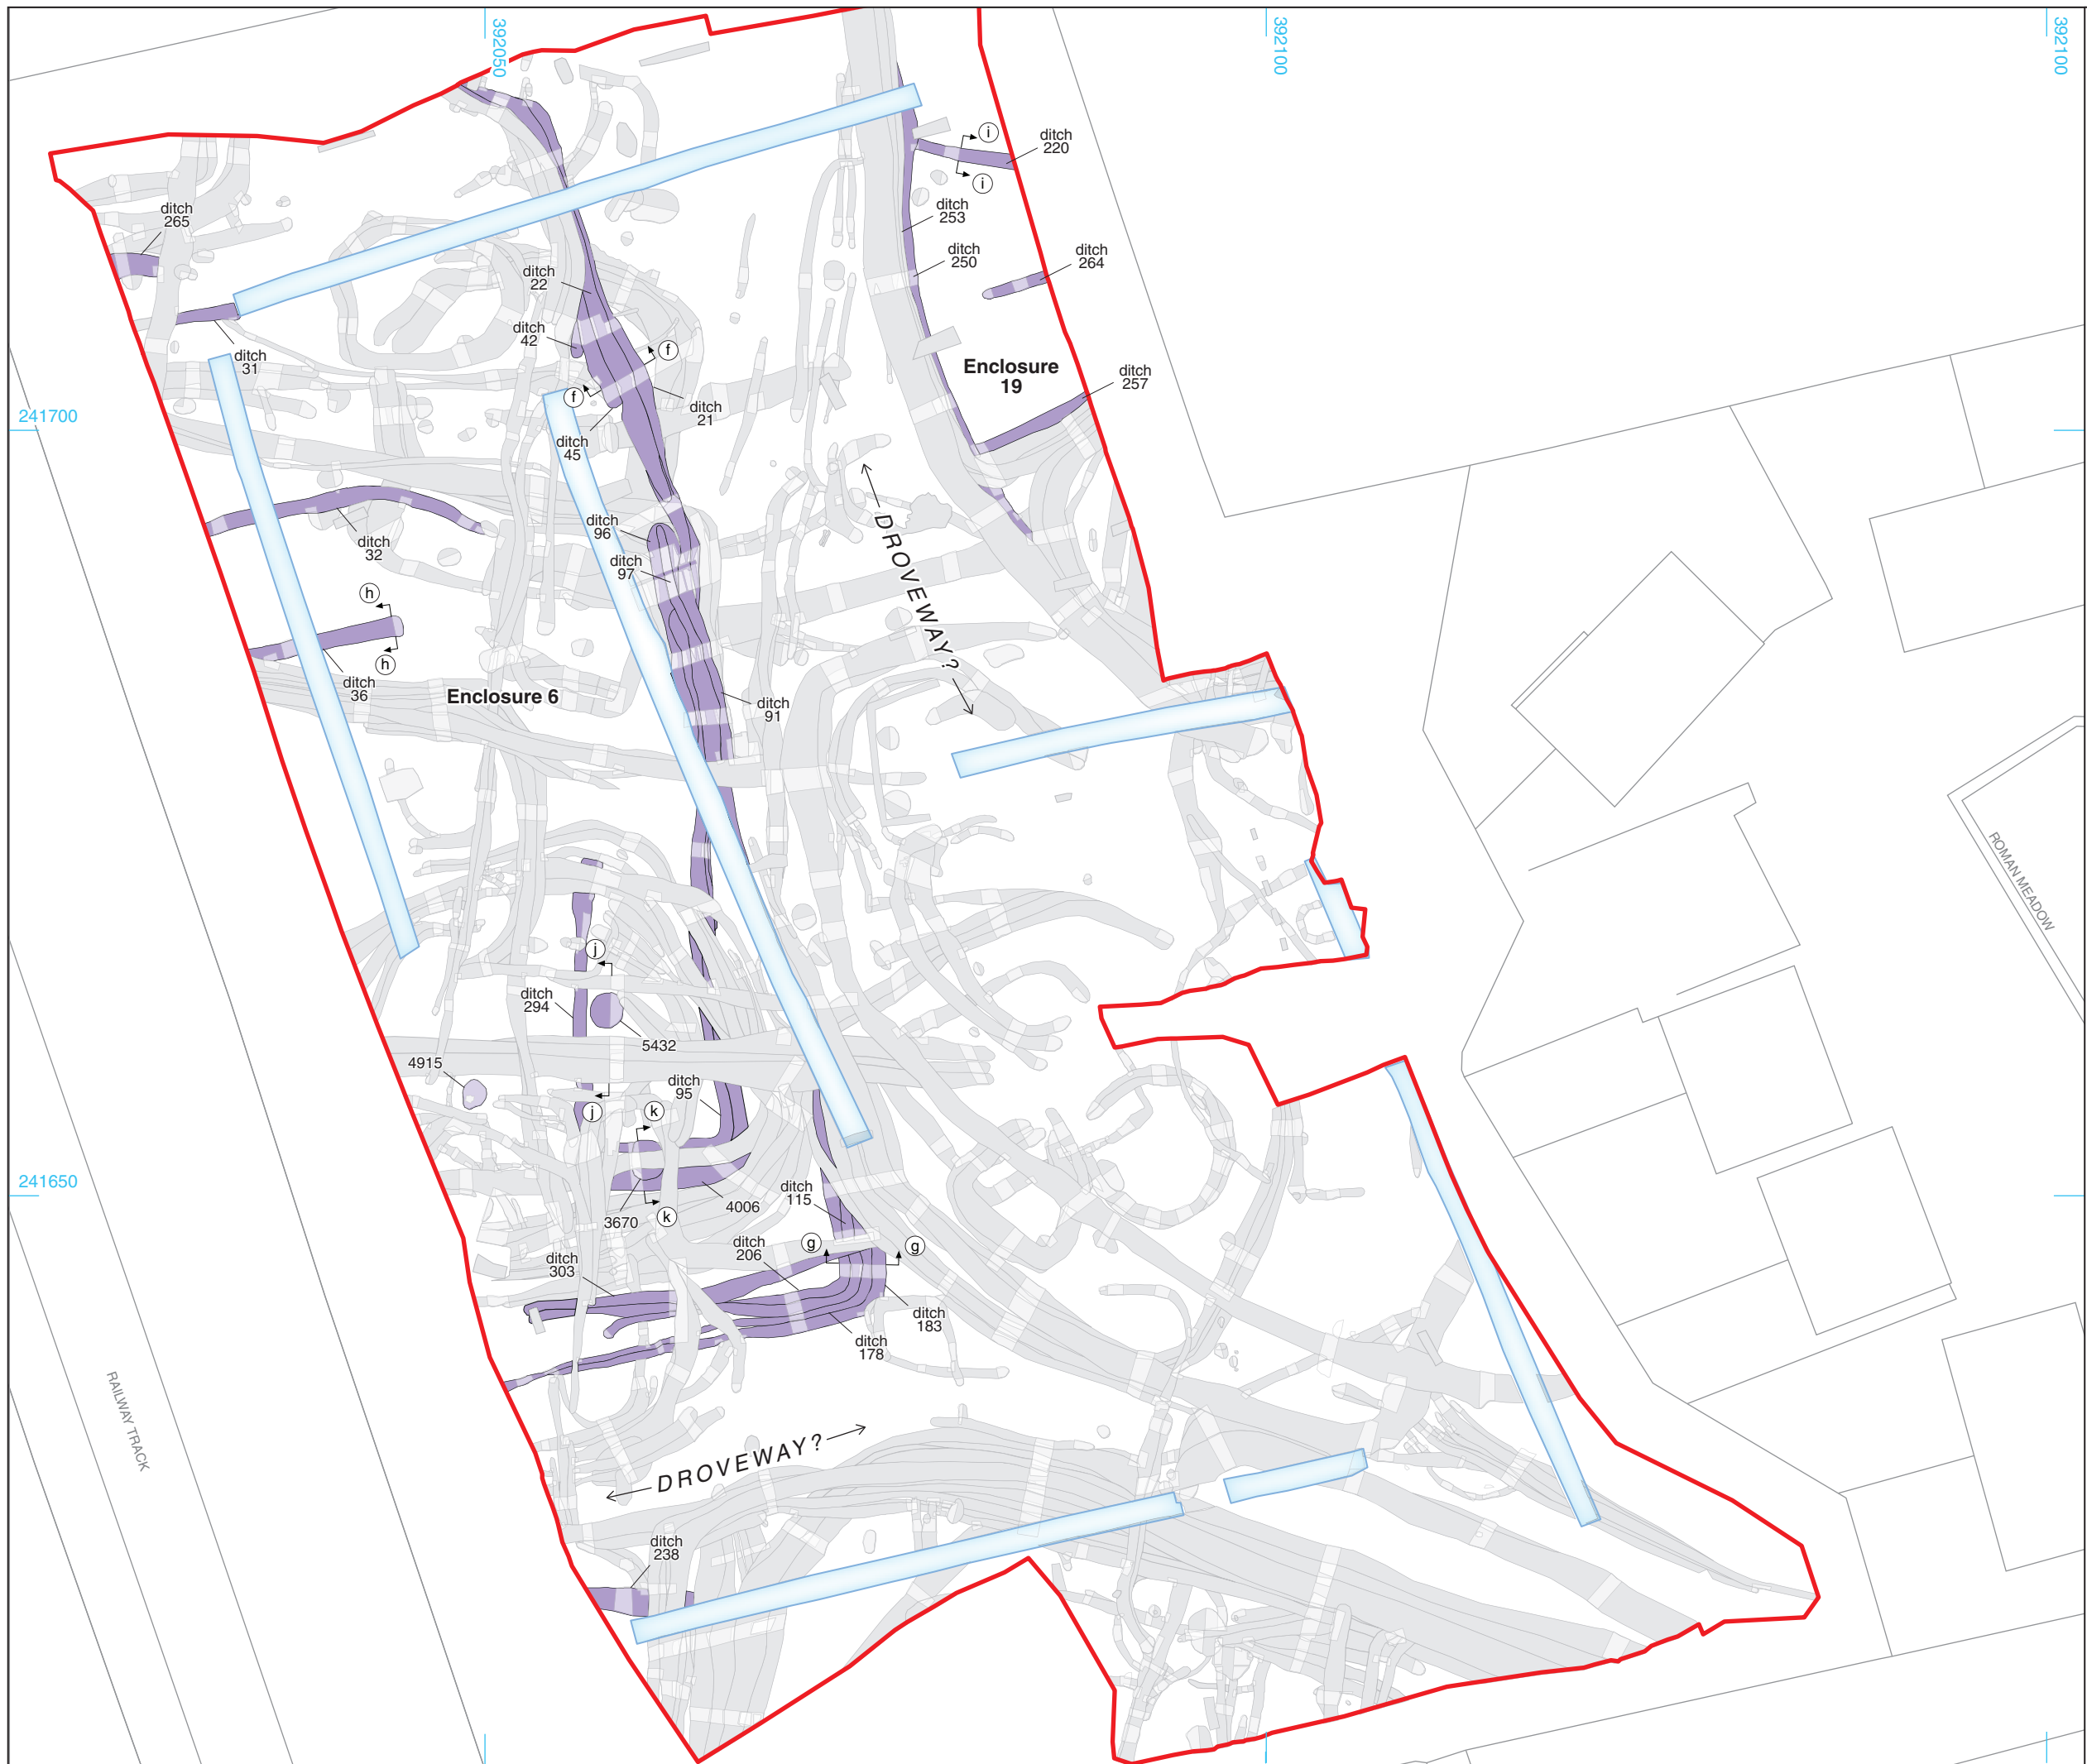 392050
392100
392100
i
ditch
220
i
ditch
265
ditch
253
ditch
250
ditch
264
ditch
22
ditch
42
f
ditch
31
Enclosure
19
ditch
257
f
ditch
21
241700
ditch
45
ditch
96
DROVEWAY?
ditch
32
ditch
97
h
h
ditch
36
Enclosure 6
ditch
91
ROMAN MEADOW
j
ditch
294
5432
4915
ditch
95
j
k
241650
ditch
115
4006
3670
k
ditch
206
g
g
ditch
303
ditch
183
ditch
178
RAILWAY TRACK
DROVEWAY?
ditch
238